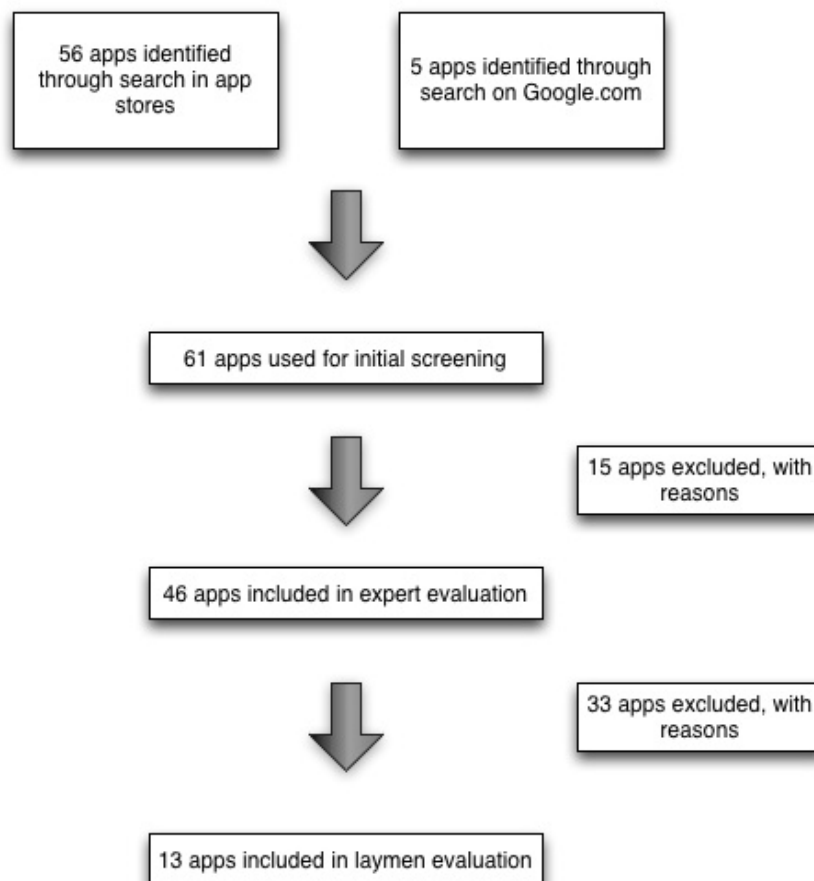 56 apps identified
through search in app
stores
5 apps identified through
search on Google.com
61 apps used for initial screening
15 apps excluded, with
reasons
46 apps included in expert evaluation
33 apps excluded, with
reasons
13 apps included in laymen evaluation